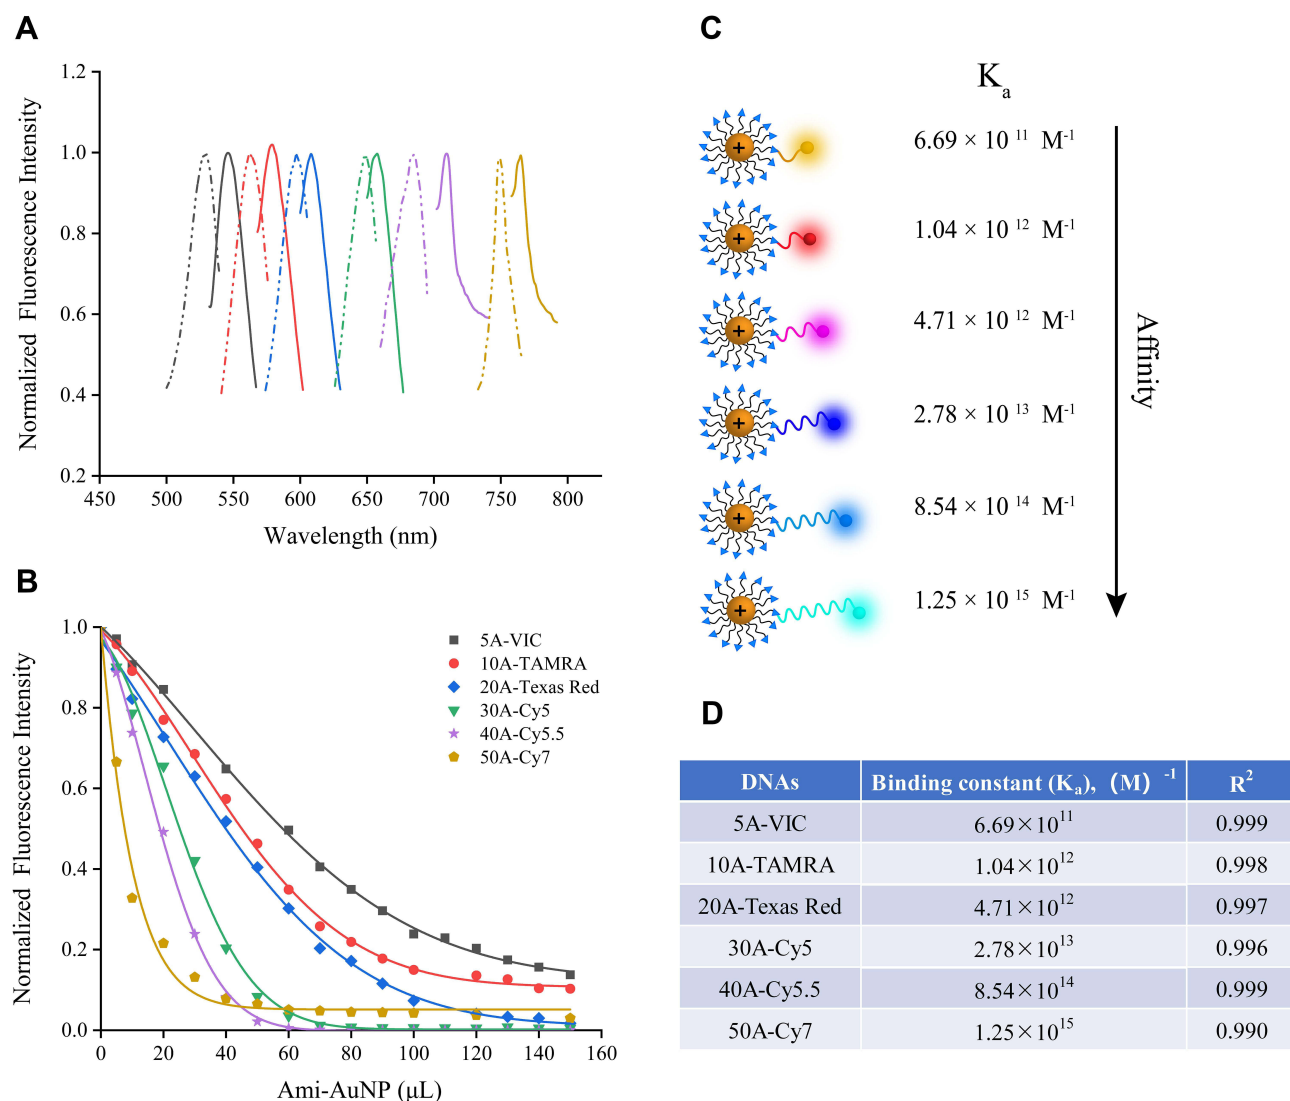 A
1.2
1.0
0.8
0.6
0.4
0.2
450 500 550 600 650 700 750 800
Wavelength (nm)
Normalized Fluorescence Intensity
B
1.0
0.8
0.6
0.4
0.2
0.0
0 20 40 60 80 100 120 140 160
Ami-AuNP (μL)
Normalized Fluorescence Intensity
5A-VIC
10A-TAMRA
20A-Texas Red
30A-Cy5
40A-Cy5.5
50A-Cy7
C
Ka
+
6.69 × 10 11 M-1
+
1.04 × 10 12 M-1
+
4.71 × 10 12 M-1
+
2.78 × 10 13 M-1
+
8.54 × 10 14 M-1
+
1.25 × 10 15 M-1
Affinity
D
DNAs Binding constant (Ka), (M) -1 R2
5A-VIC 6.69×1011 0.999
10A-TAMRA 1.04×1012 0.998
20A-Texas Red 4.71×1012 0.997
30A-Cy5 2.78×1013 0.996
40A-Cy5.5 8.54×1014 0.999
50A-Cy7 1.25×1015 0.990